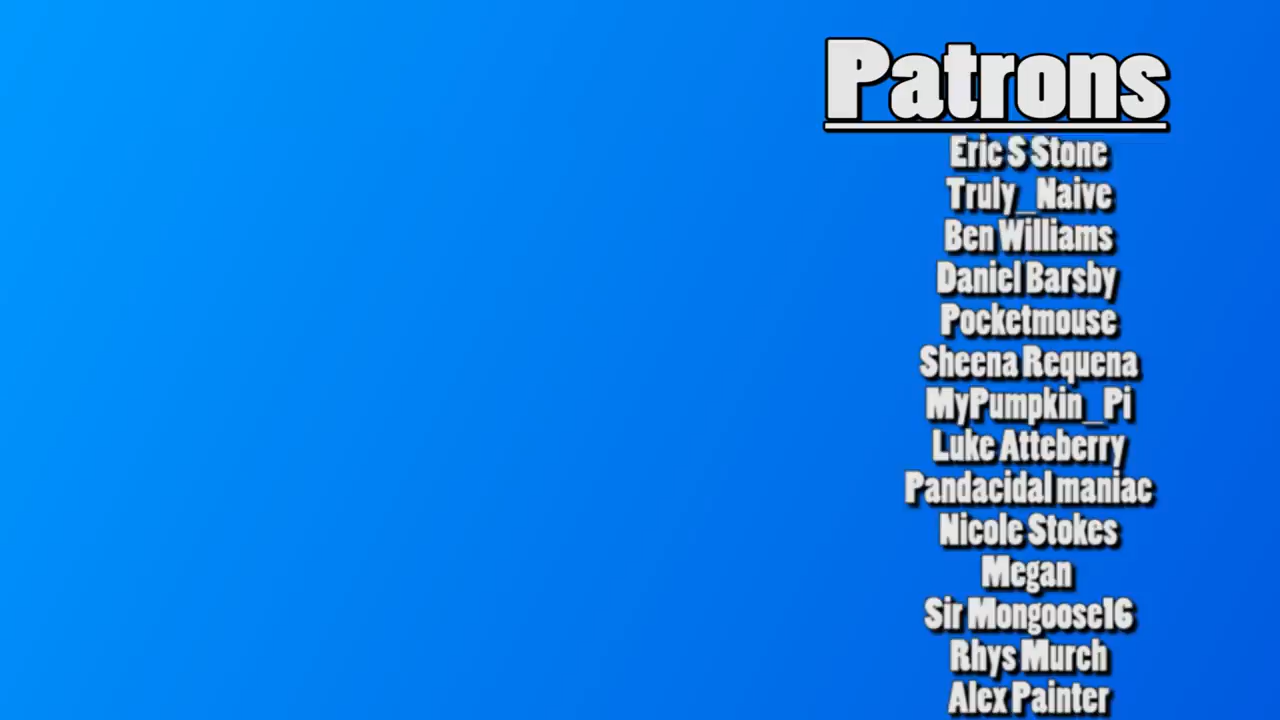 Patrons
Eric S Stone
Truly_Naive
Ben Williams
Daniel Barsby
Pocketmouse
Sheena Requena
MyPumpkin_Pi
Luke Atteberry
Pandacidal maniac
Nicole Stokes
Megan
Sir Mongoose16
Rhys Murch
Alex Painter